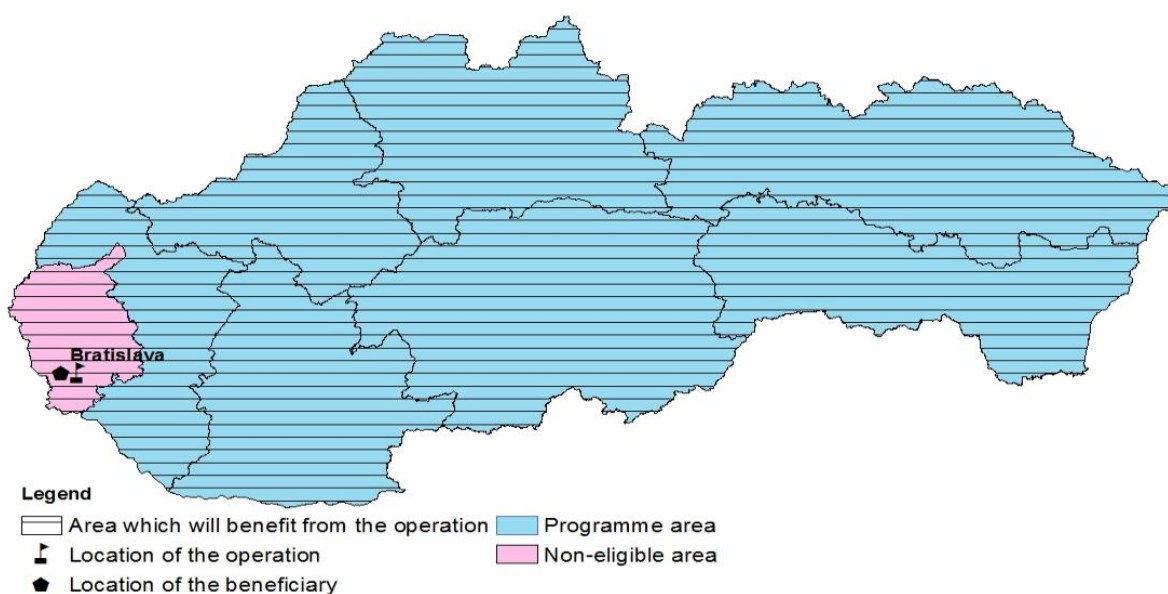 Bratislava
Legend
Area which will benefit from the operation
Programme area
Location of the operation
Non-eligible area
Location of the beneficiary